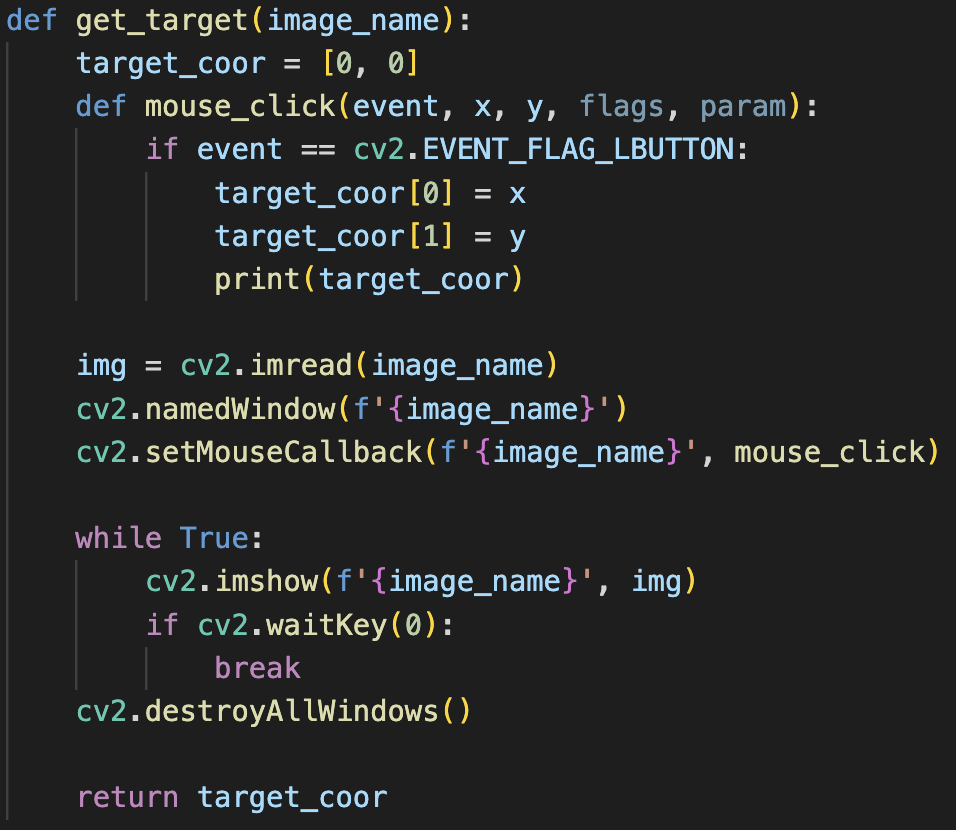 def get_target(image_name):
    target_coor = [0, 0]
    def mouse_click(event, x, y, flags, param):
        if event == cv2.EVENT_FLAG_LBUTTON:
            target_coor[0] = x
            target_coor[1] = y
            print(target_coor)

    img = cv2.imread(image_name)
    cv2.namedWindow(f'{image_name}')
    cv2.setMouseCallback(f'{image_name}', mouse_click)

    while True:
        cv2.imshow(f'{image_name}', img)
        if cv2.waitKey(0):
            break
    cv2.destroyAllWindows()

    return target_coor